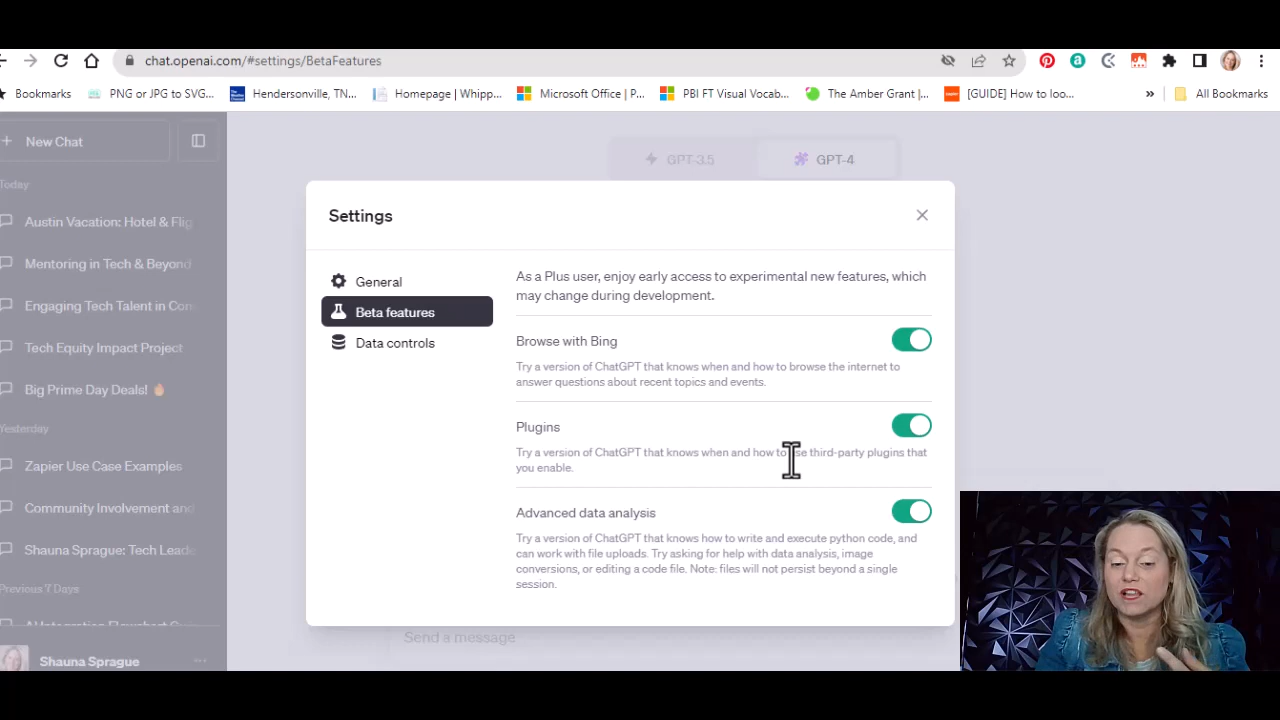 chat.openai.com/#settings/BetaFeatures
Bookmarks
PNG or JPG to SVG...
Hendersonville, TN...
Homepage | Whipp...
Microsoft Office | P...
PBI FT Visual Vocab...
The Amber Grant |...
[GUIDE] How to loo...
»
All Bookmarks
+ New Chat
GPT-3.5
GPT-4
Today
Austin Vacation: Hotel & Flig
Mentoring in Tech & Beyond
Engaging Tech Talent in Con
Tech Equity Impact Project
Big Prime Day Deals! 🔥
Yesterday
Zapier Use Case Examples
Community Involvement and
Shauna Sprague: Tech Leade
Previous 7 Days
Shauna Sprague
...
Settings
General
Beta features
Data controls
As a Plus user, enjoy early access to experimental new features, which
may change during development.
Browse with Bing
Try a version of ChatGPT that knows when and how to browse the internet to
answer questions about recent topics and events.
Plugins
Try a version of ChatGPT that knows when and how to use third-party plugins that
you enable.
Advanced data analysis
Try a version of ChatGPT that knows how to write and execute python code, and
can work with file uploads. Try asking for help with data analysis, image
conversions, or editing a code file. Note: files will not persist beyond a single
session.
Send a message